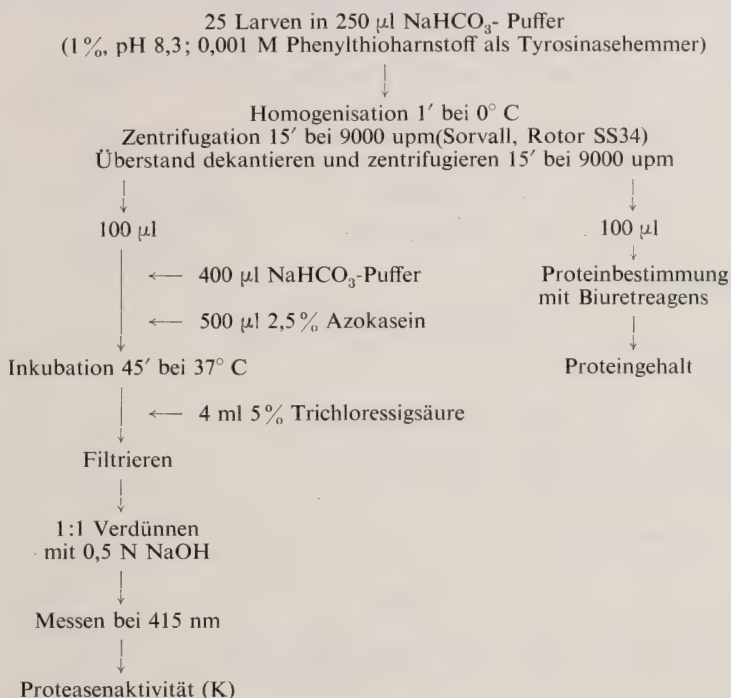 25 Larven in 250 µl NaHCO₃- Puffer
(1%, pH 8,3; 0,001 M Phenylthioharnstoff als Tyrosinasehemmer)
Homogenisation 1′ bei 0° C
Zentrifugation 15′ bei 9000 upm(Sorvall, Rotor SS34)
Überstand dekantieren und zentrifugieren 15′ bei 9000 upm
100 µl
100 µl
400 µl NaHCO₃-Puffer
Proteinbestimmung
mit Biuretreagens
500 µl 2,5% Azokasein
Inkubation 45′ bei 37° C
Proteingehalt
4 ml 5% Trichloressigsäure
Filtrieren
1:1 Verdünnen
mit 0,5 N NaOH
Messen bei 415 nm
Proteasenaktivität (K)